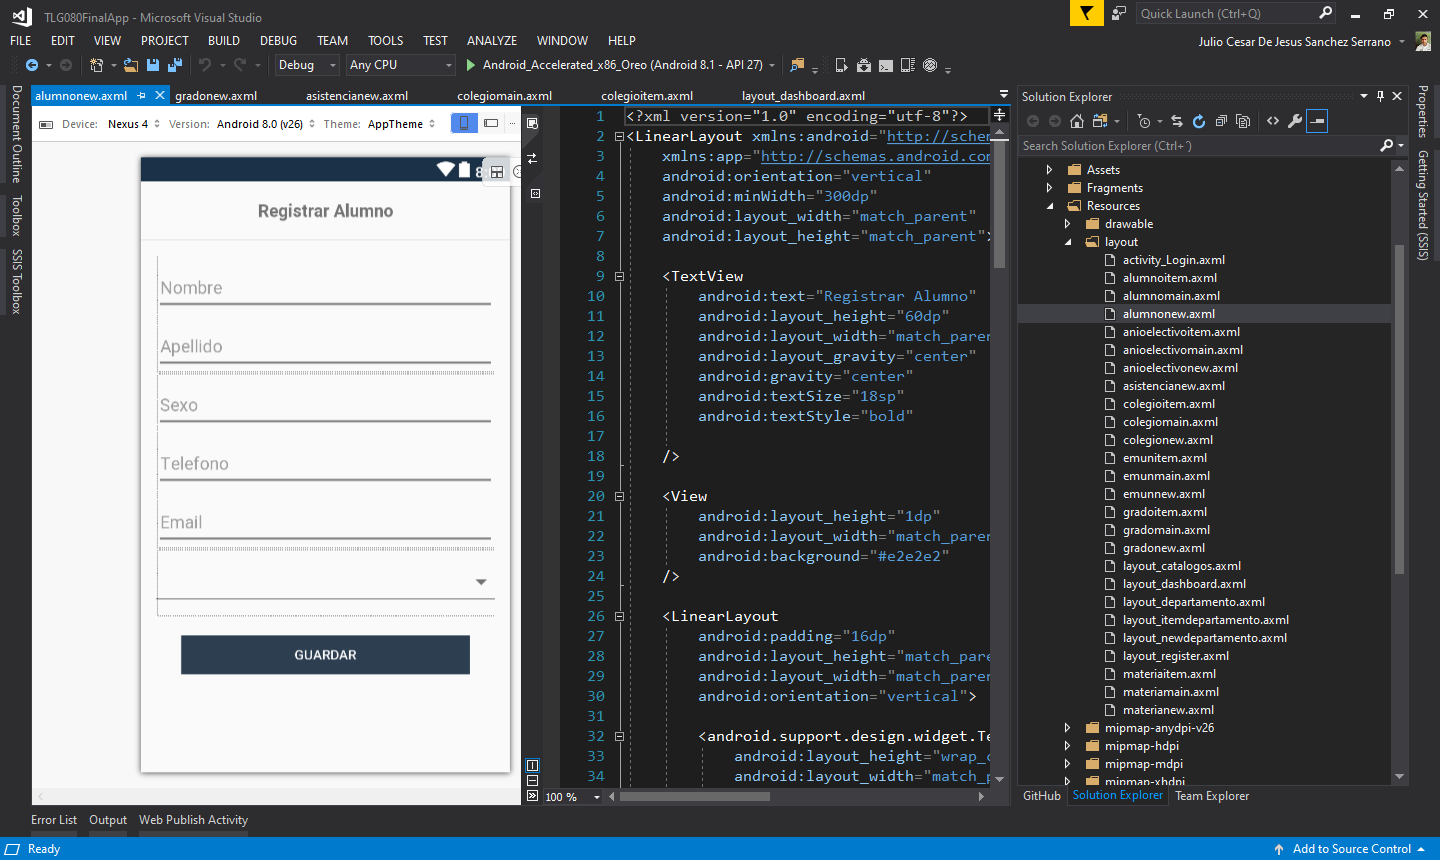 TLG080FinalApp - Microsoft Visual Studio
Quick Launch (Ctrl+Q)
FILE EDIT VIEW PROJECT BUILD DEBUG TEAM TOOLS TEST ANALYZE WINDOW HELP
Julio Cesar De Jesus Sanchez Serrano
Debug Any CPU Android_Accelerated_x86_Oreo (Android 8.1 - API 27)
Document Outline
Toolbox
SSIS Toolbox
alumnonew.axml gradonew.axml asistencianew.axml colegiomain.axml colegioitem.axml layout_dashboard.axml
Device: Nexus 4 Version: Android 8.0 (v26) Theme: AppTheme
8
Registrar Alumno
Nombre
Apellido
Sexo
Telefono
Email
GUARDAR
1 <?xml version="1.0" encoding="utf-8"?>
2 <LinearLayout xmlns:android="http://schem
3 xmlns:app="http://schemas.android.com
4 android:orientation="vertical"
5 android:minWidth="300dp"
6 android:layout_width="match_parent"
7 android:layout_height="match_parent">
8
9 <TextView
10 android:text="Registrar Alumno"
11 android:layout_height="60dp"
12 android:layout_width="match_paren
13 android:layout_gravity="center"
14 android:gravity="center"
15 android:textSize="18sp"
16 android:textStyle="bold"
17
18 />
19
20 <View
21 android:layout_height="1dp"
22 android:layout_width="match_paren
23 android:background="#e2e2e2"
24 />
25
26 <LinearLayout
27 android:padding="16dp"
28 android:layout_height="match_pare
29 android:layout_width="match_paren
30 android:orientation="vertical">
31
32 <android.support.design.widget.Te
33 android:layout_height="wrap_c
34 android:layout_width="match_p
100 %
Solution Explorer
Search Solution Explorer (Ctrl+´)
Assets
Fragments
Resources
drawable
layout
activity_Login.axml
alumnoitem.axml
alumnomain.axml
alumnonew.axml
anioelectivoitem.axml
anioelectivomain.axml
anioelectivonew.axml
asistencianew.axml
colegioitem.axml
colegiomain.axml
colegionew.axml
emunitem.axml
emunmain.axml
emunnew.axml
gradoitem.axml
gradomain.axml
gradonew.axml
layout_catalogos.axml
layout_dashboard.axml
layout_departamento.axml
layout_itemdepartamento.axml
layout_newdepartamento.axml
layout_register.axml
materiaitem.axml
materiamain.axml
materianew.axml
mipmap-anydpi-v26
mipmap-hdpi
mipmap-mdpi
mipmap-xhdpi
GitHub Solution Explorer Team Explorer
Properties
Getting Started (SSIS)
Error List Output Web Publish Activity
Ready
Add to Source Control